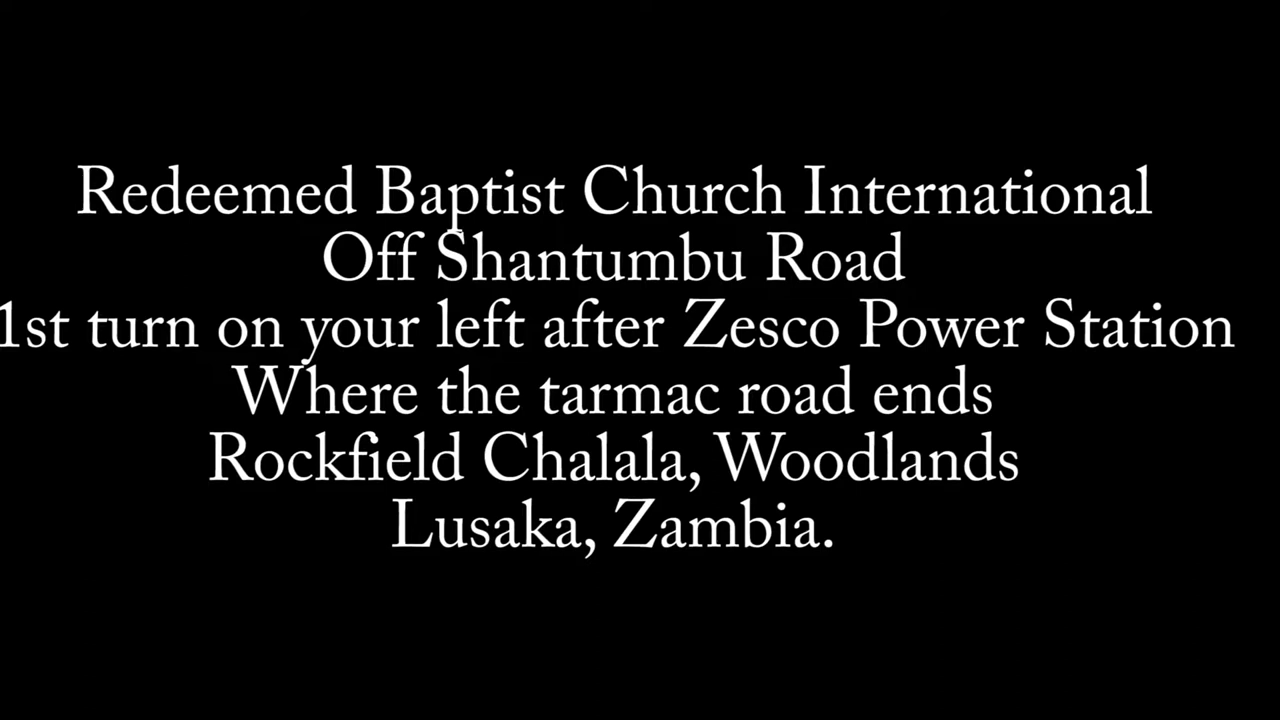 Redeemed Baptist Church International
Off Shantumbu Road
1st turn on your left after Zesco Power Station
Where the tarmac road ends
Rockfield Chalala, Woodlands
Lusaka, Zambia.